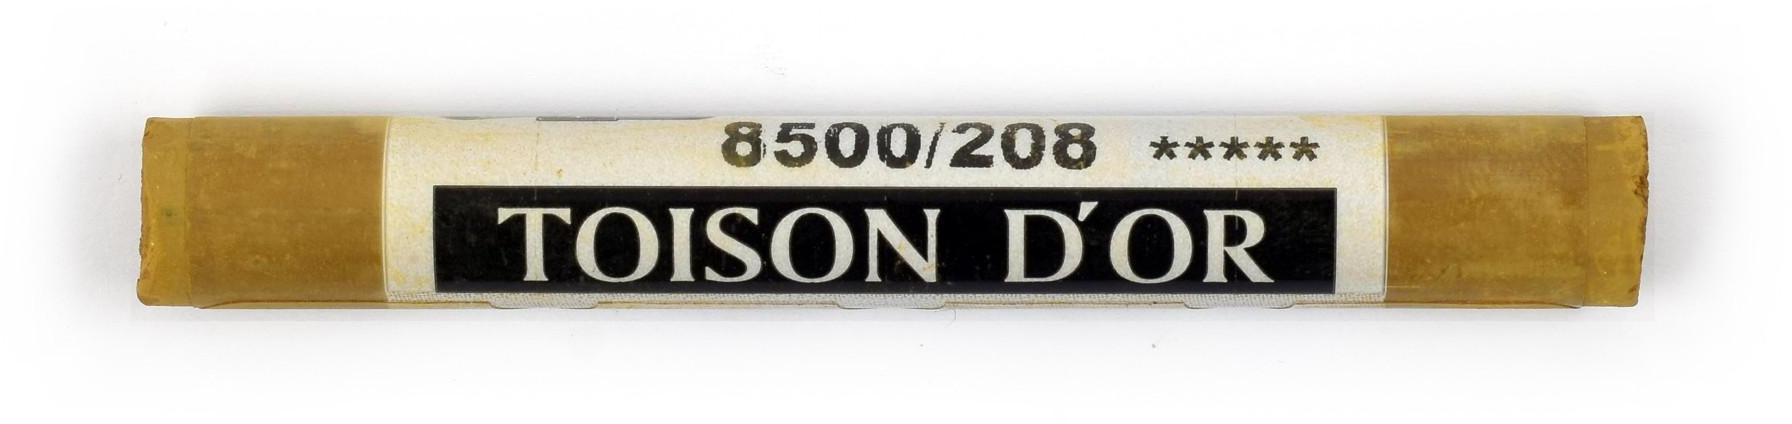 8500/208 *****
TOISON D'OR